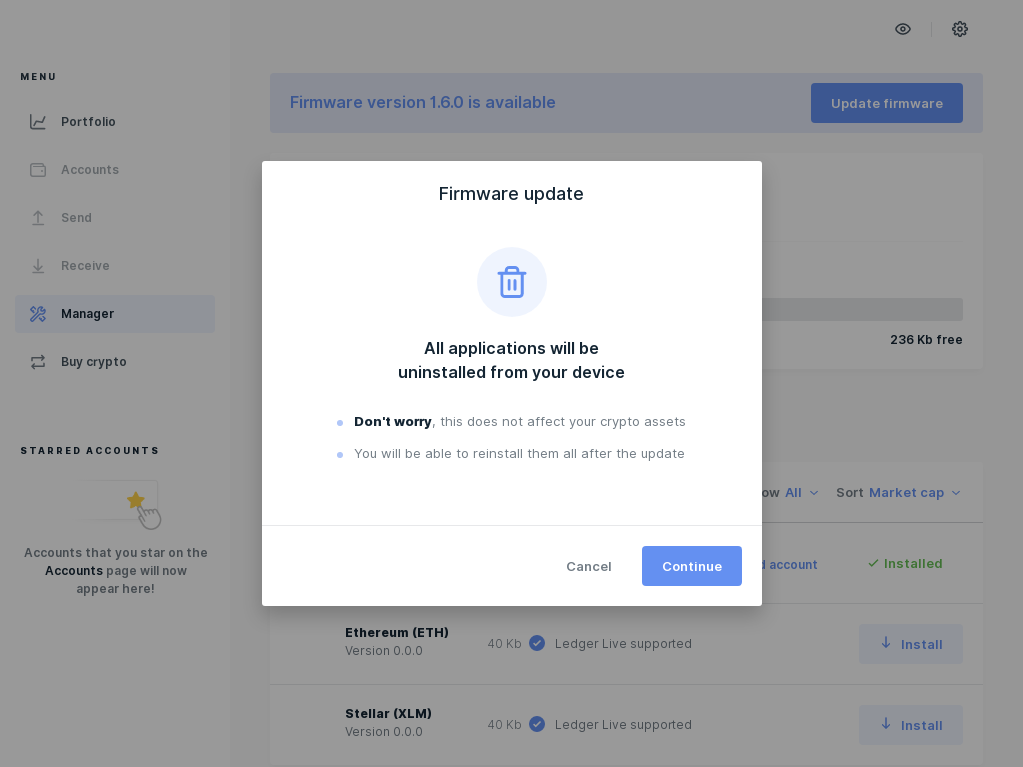 MENU
Portfolio
Accounts
Send
Receive
Manager
Buy crypto
STARRED ACCOUNTS
Accounts that you star on the
Accounts page will now
appear here!
Firmware version 1.6.0 is available
Update firmware
236 Kb free
Firmware update
All applications will be
uninstalled from your device
Don't worry, this does not affect your crypto assets
You will be able to reinstall them all after the update
Cancel
Continue
All
Sort Market cap
account
Installed
Ethereum (ETH)
Version 0.0.0
40 Kb
Ledger Live supported
Install
Stellar (XLM)
Version 0.0.0
40 Kb
Ledger Live supported
Install